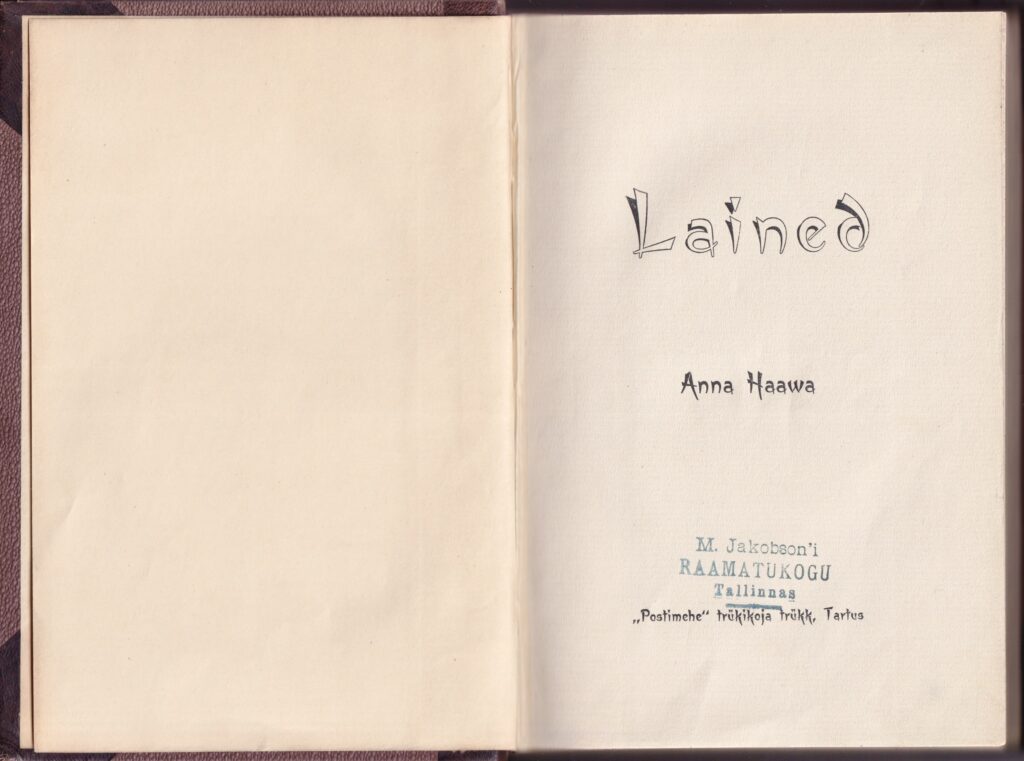 Lained
Anna Haawa
M. Jakobson'i
RAAMATUKOGU
Tallinnas
„Postimehe“ trükikoja trükk, Tartus